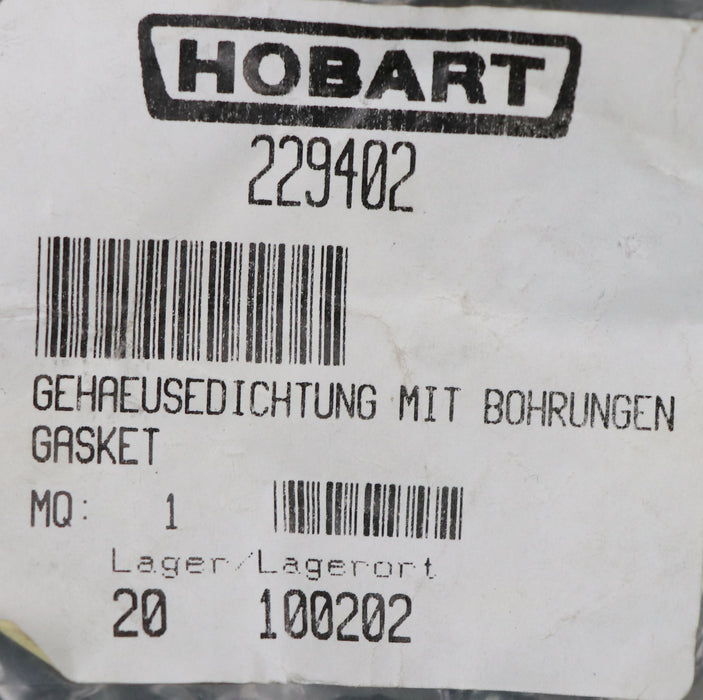 HOBART
229402
GEHAEUSEDICHTUNG MIT BOHRUNGEN
GASKET
MQ: 1
Lager/Lagerort
20 100202